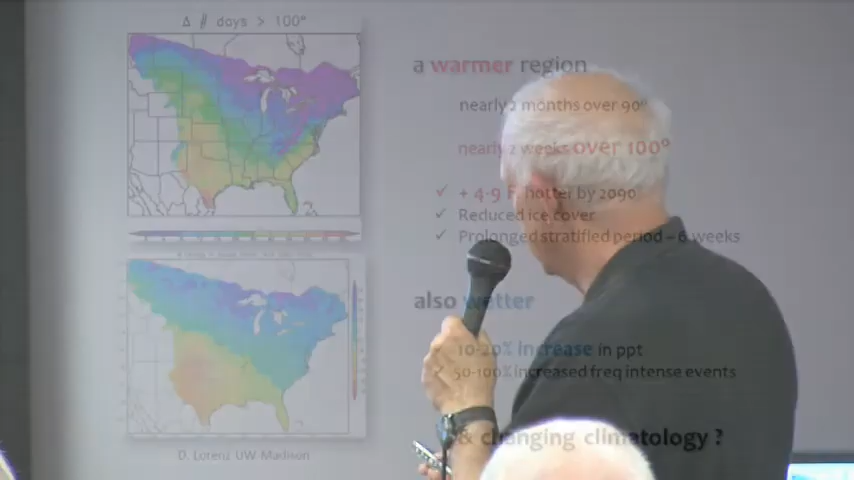 Δ # days > 100°
D. Lorenz UW Madison
a warmer region
nearly 2 months over 90°
nearly 2 weeks over 100°
✓ + 4-9 F. hotter by 2090
✓ Reduced ice cover
✓ Prolonged stratified period – 6 weeks
also wetter
10-20% increase in ppt
✓ 50-100% increased freq intense events
& changing climatology ?